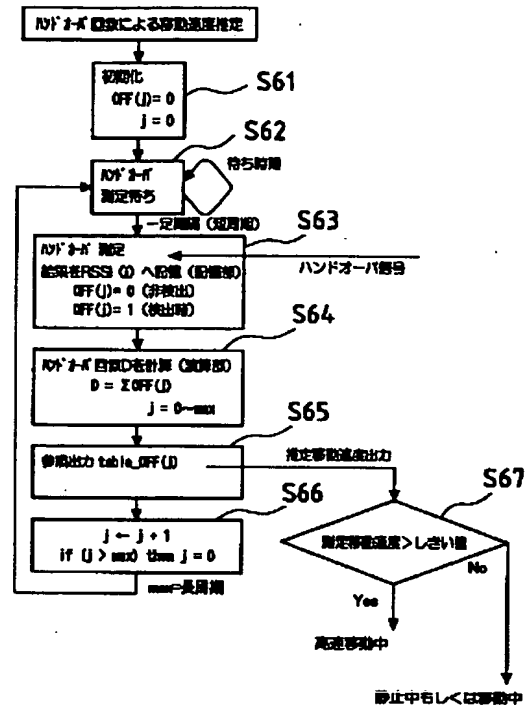 ハンドオーバ回数による移動速度推定
初期化
OFF(j)= 0
j = 0
S61
S62
ハンドオーバ
測定待ち
待ち時間
一定期隔 (短周期)
S63
ハンドオーバ 測定
結果をRSSI (j) へ記憶 (記憶部)
OFF(j)= 0 (非検出)
OFF(j)= 1 (検出時)
ハンドオーバ信号
S64
ハンドオーバ回数Dを計算 (演算部)
D = ΣOFF(j)
j = 0~max
S65
参照出力 table_OFF(j)
推定移動速度出力
S66
j ← j + 1
if (j > max) then j = 0
max=長周期
S67
測定移動速度>しきい値
No
Yes
高速移動中
静止中もしくは移動中